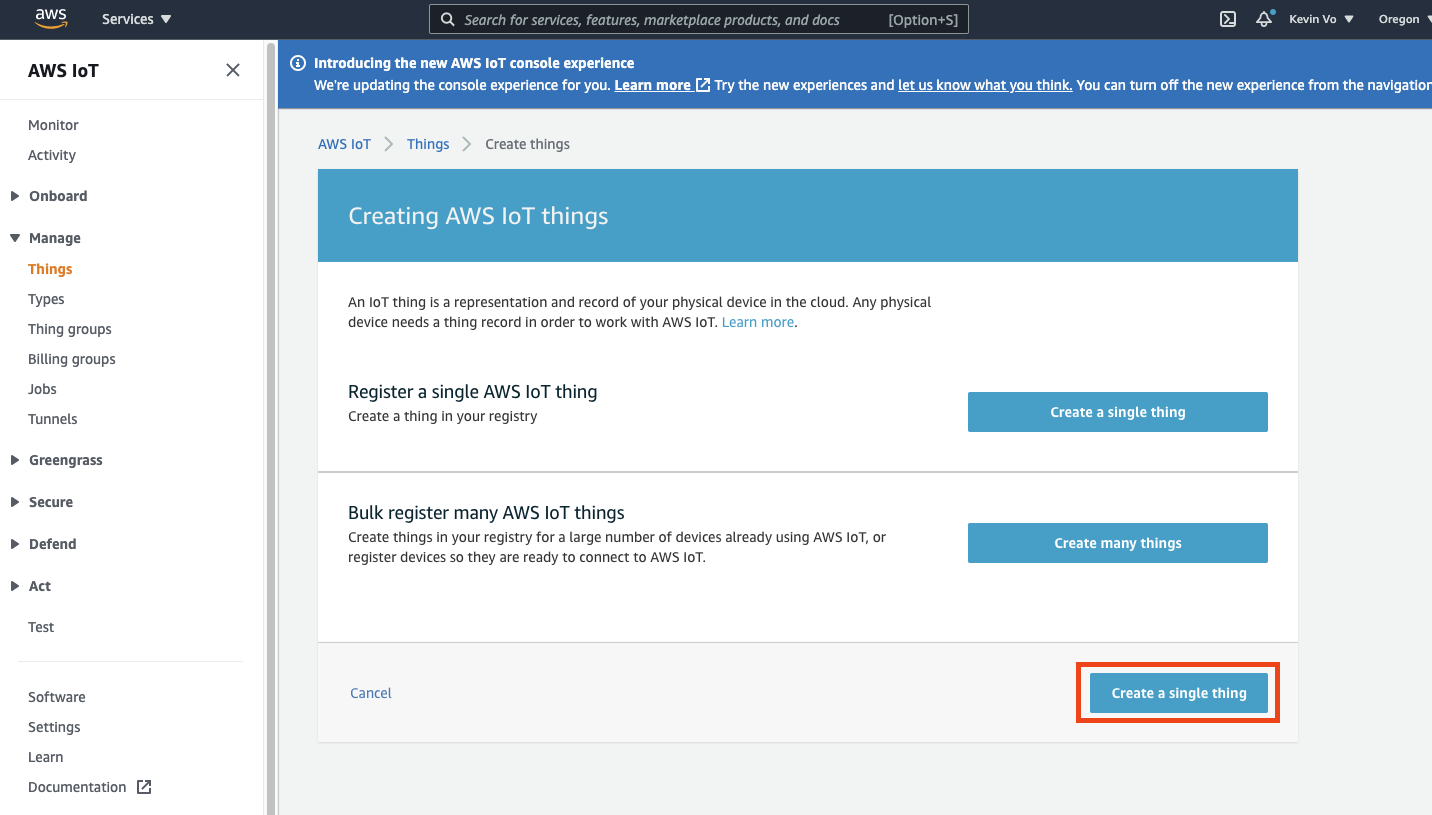 aws
Services
Search for services, features, marketplace products, and docs [Option+S]
Kevin Vo
Oregon
AWS IoT
Monitor
Activity
Onboard
Manage
Things
Types
Thing groups
Billing groups
Jobs
Tunnels
Greengrass
Secure
Defend
Act
Test
Software
Settings
Learn
Documentation
Introducing the new AWS IoT console experience
We're updating the console experience for you. Learn more Try the new experiences and let us know what you think. You can turn off the new experience from the navigation
AWS IoT > Things > Create things
Creating AWS IoT things
An IoT thing is a representation and record of your physical device in the cloud. Any physical
device needs a thing record in order to work with AWS IoT. Learn more.
Register a single AWS IoT thing
Create a thing in your registry
Create a single thing
Bulk register many AWS IoT things
Create things in your registry for a large number of devices already using AWS IoT, or
register devices so they are ready to connect to AWS IoT.
Create many things
Cancel
Create a single thing